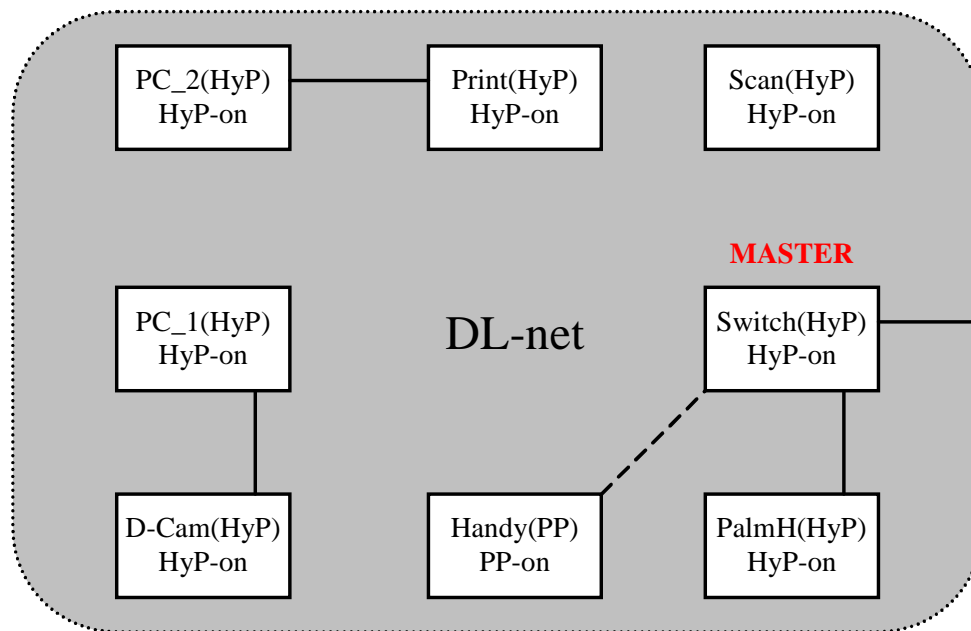 PC_2(HyP)
HyP-on
Print(HyP)
HyP-on
Scan(HyP)
HyP-on
MASTER
PC_1(HyP)
HyP-on
DL-net
Switch(HyP)
HyP-on
D-Cam(HyP)
HyP-on
Handy(PP)
PP-on
PalmH(HyP)
HyP-on